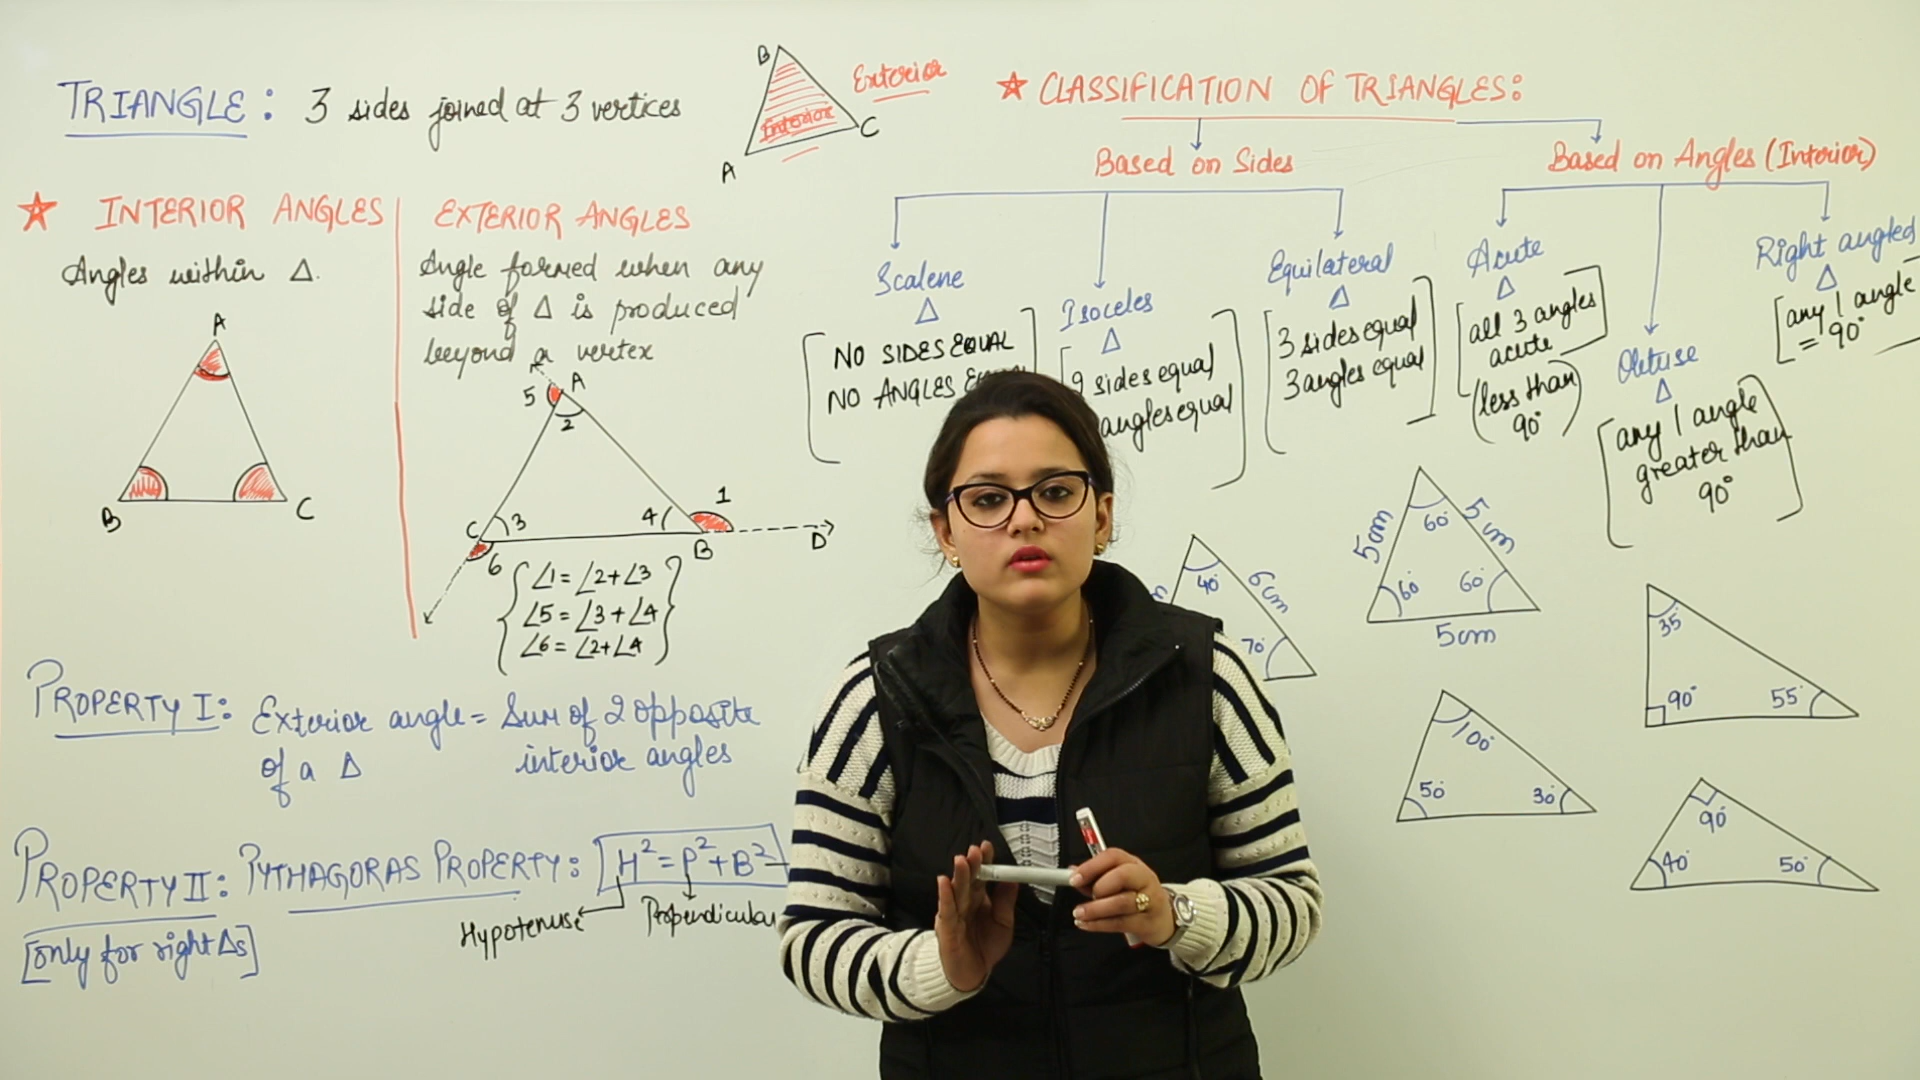 TRIANGLE: 3 sides joined at 3 vertices
B
Exterior
Interior
A
C
☆ INTERIOR ANGLES
Angles within Δ.
A
B
C
EXTERIOR ANGLES
Angle formed when any
side of Δ is produced
beyond a vertex
5
A
2
C
3
4
1
B
D
6
∠1 = ∠2+∠3
∠5 = ∠3+∠4
∠6 = ∠2+∠4
PROPERTY I: Exterior angle = Sum of 2 opposite
of a Δ interior angles
PROPERTY II: PYTHAGORAS PROPERTY: H² = P² + B²
Hypotenuse
Perpendicular
[only for right Δs]
☆ CLASSIFICATION OF TRIANGLES:
Based on Sides
Scalene
Δ
NO SIDES EQUAL
NO ANGLES
Isoceles
Δ
sides equal
angles equal
Equilateral
Δ
3 sides equal
3 angles equal
Based on Angles (Interior)
Acute
Δ
all 3 angles
acute
(less than
90°)
Obtuse
Δ
any 1 angle
greater than
90°
Right angled
Δ
any 1 angle
= 90°
40°
6cm
70°
5cm
60°
5cm
60°
60°
5cm
35°
90°
55°
100°
50°
30°
90°
40°
50°